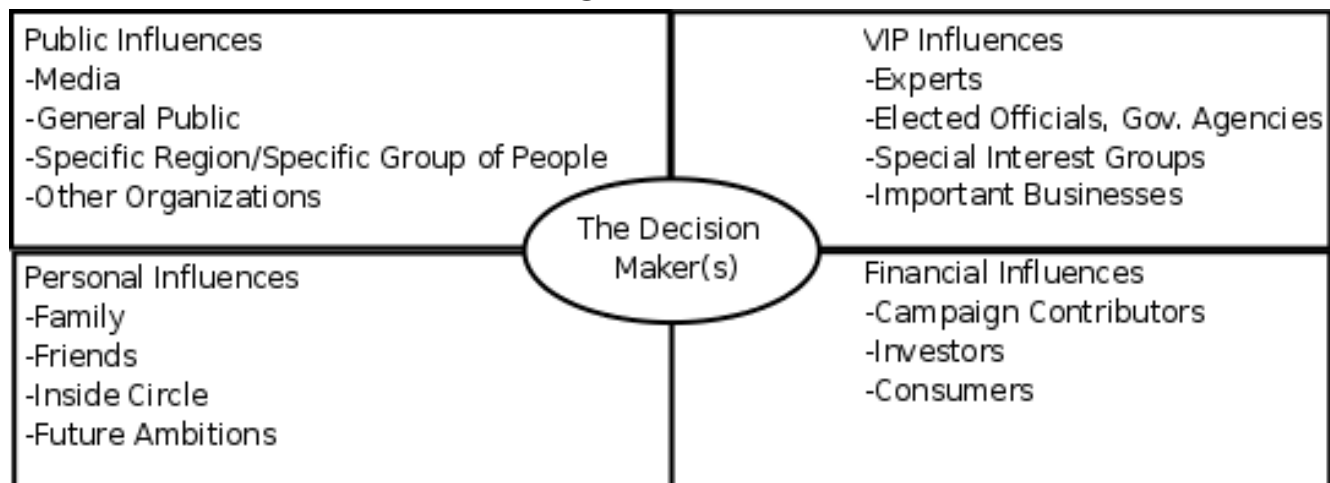 Public Influences
-Media
-General Public
-Specific Region/Specific Group of People
-Other Organizations
VIP Influences
-Experts
-Elected Officials, Gov. Agencies
-Special Interest Groups
-Important Businesses
The Decision
Maker(s)
Personal Influences
-Family
-Friends
-Inside Circle
-Future Ambitions
Financial Influences
-Campaign Contributors
-Investors
-Consumers